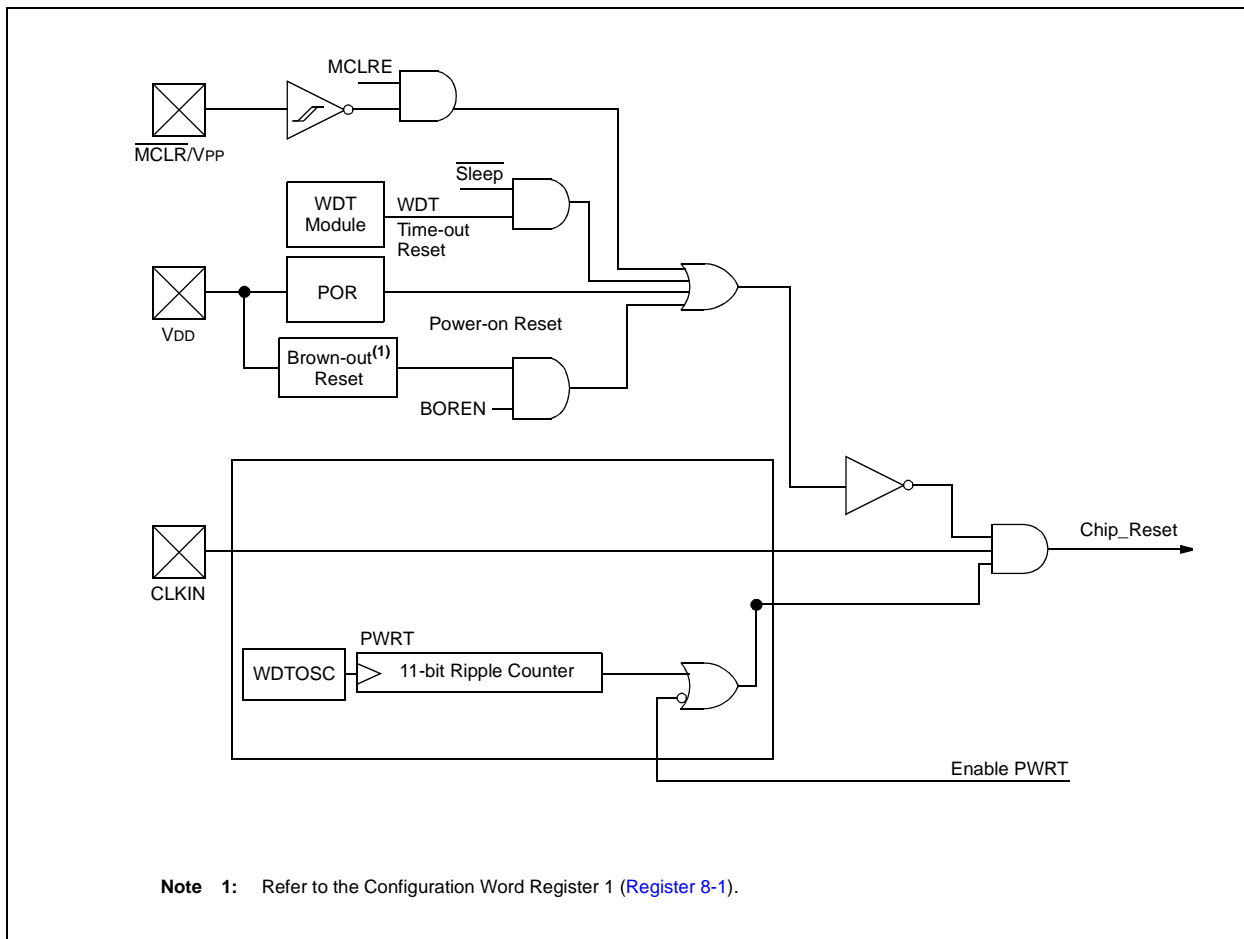 MCLRE
MCLR/VPP
Sleep
WDT
Module
WDT
Time-out
Reset
POR
VDD
Power-on Reset
Brown-out(1)
Reset
BOREN
Chip_Reset
CLKIN
PWRT
WDTOSC
11-bit Ripple Counter
Enable PWRT
Note 1: Refer to the Configuration Word Register 1 (Register 8-1).